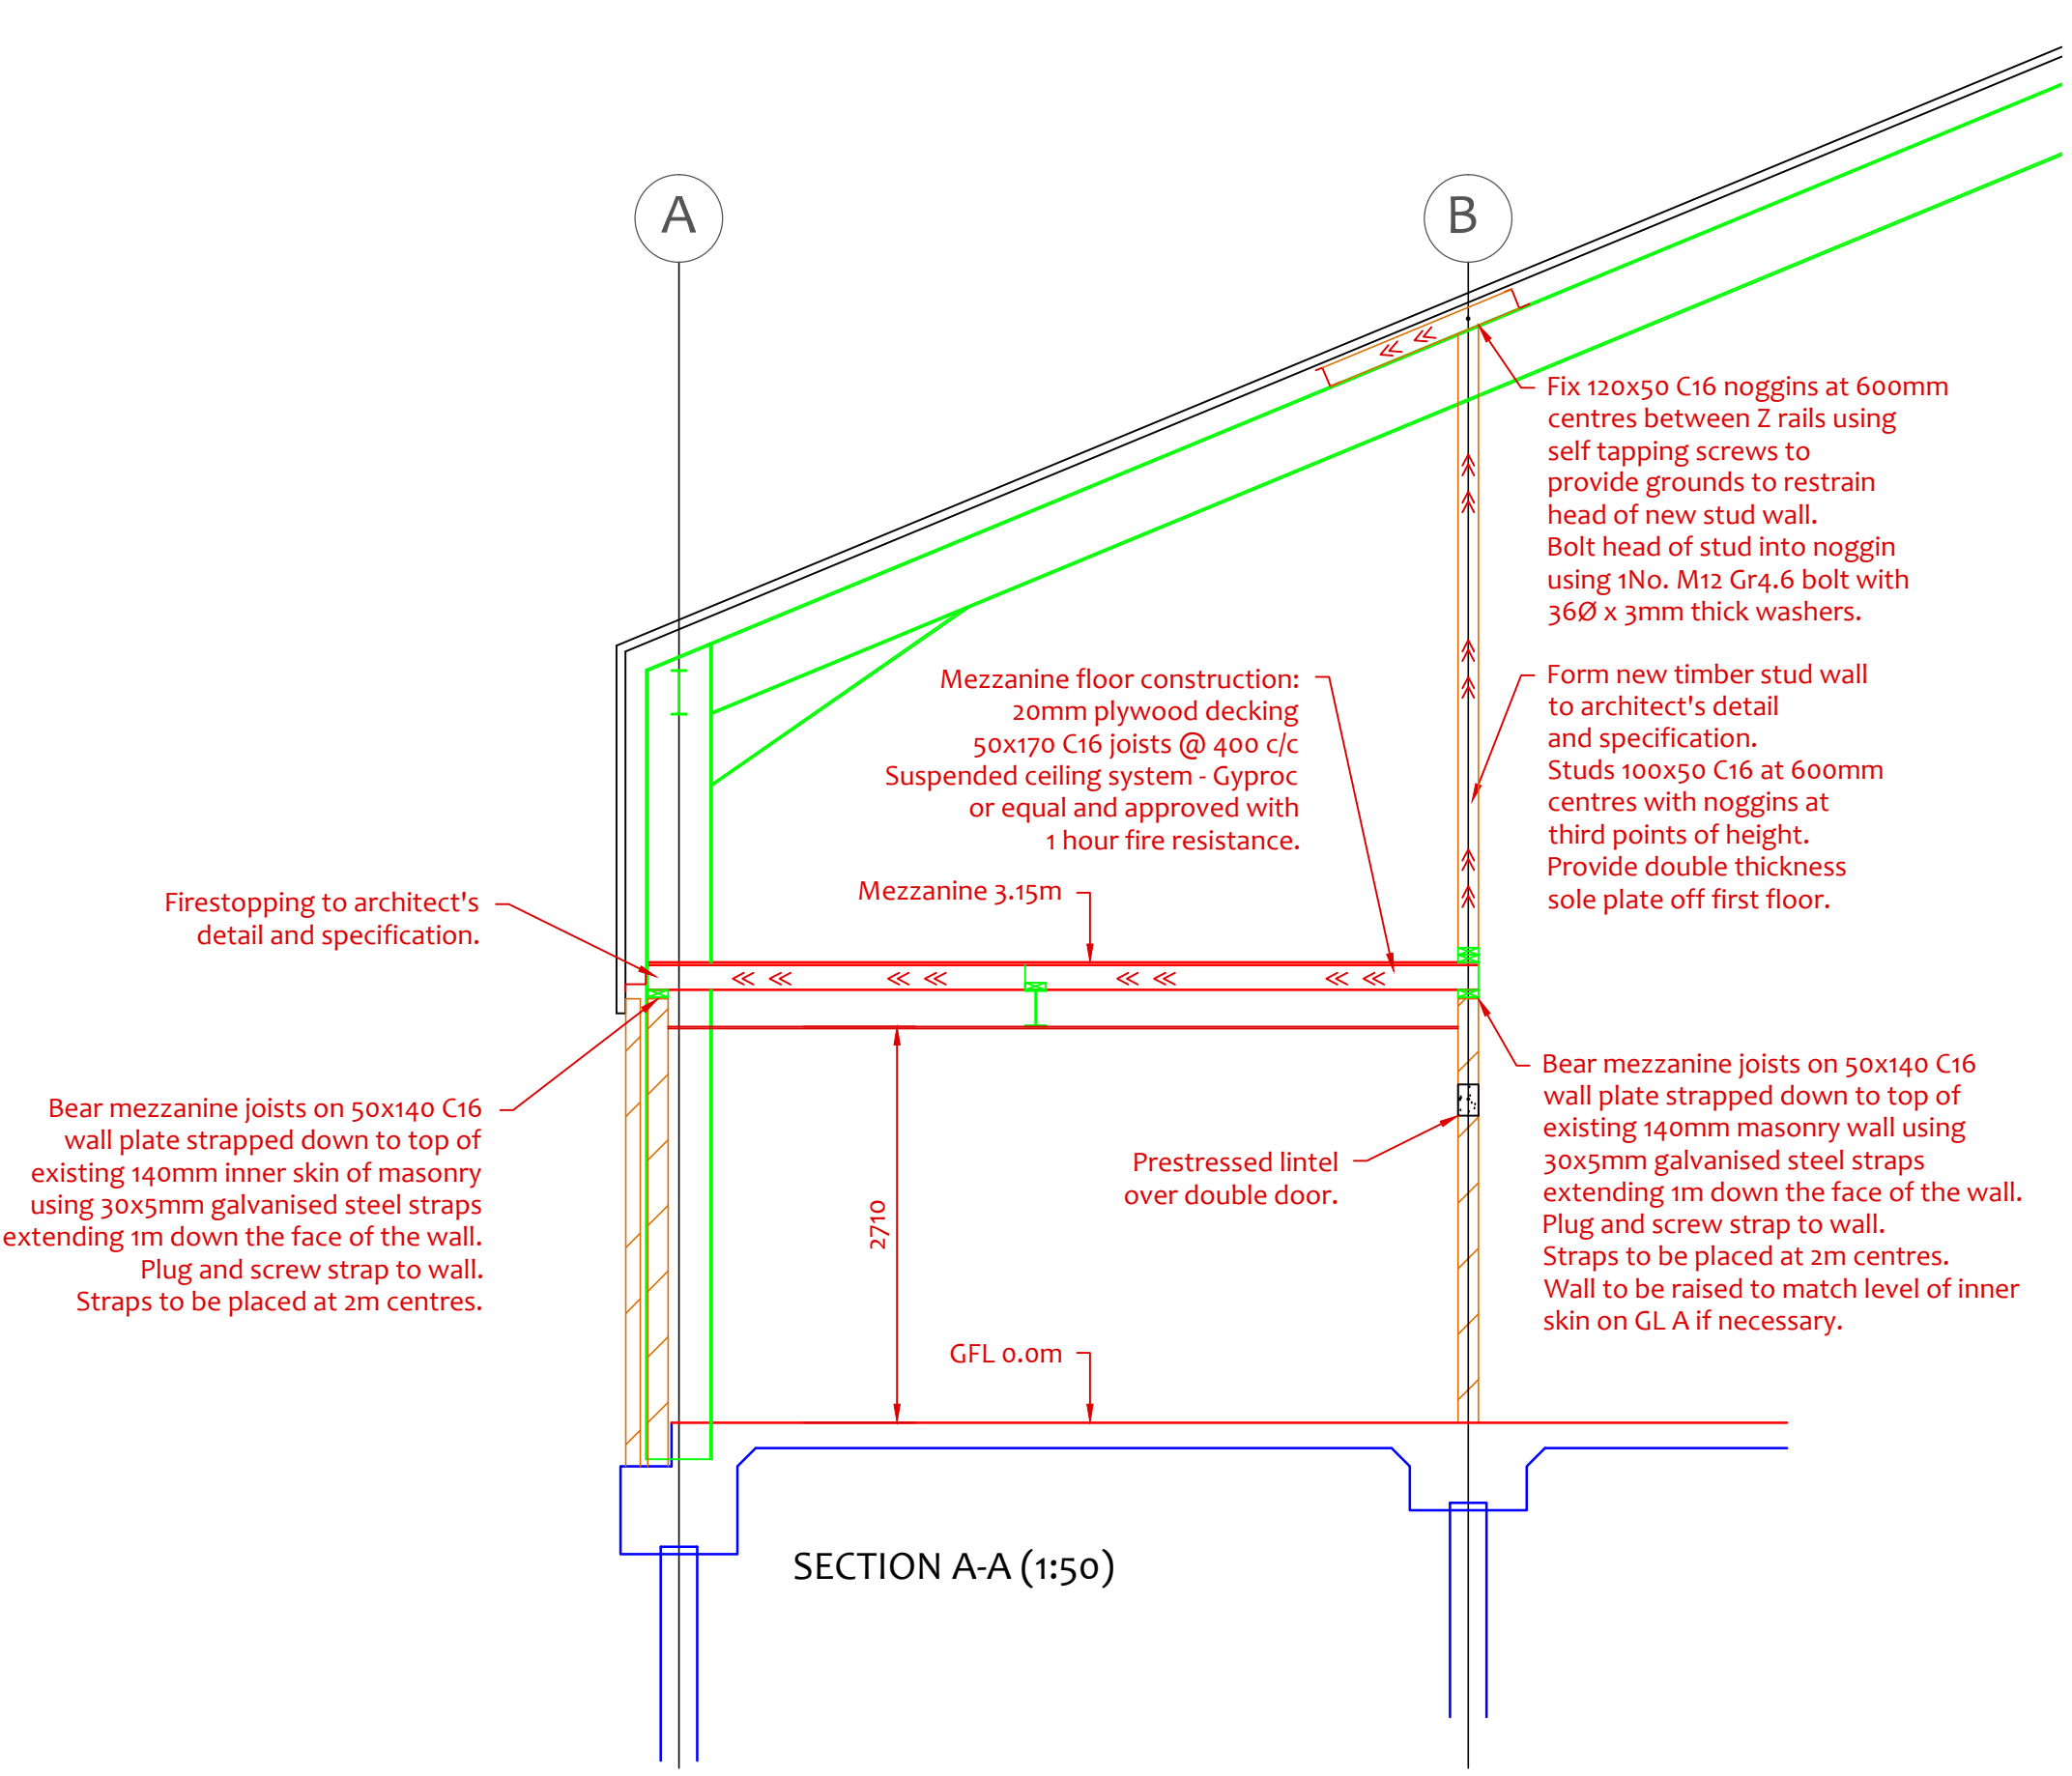 A
B
Fix 120x50 C16 noggins at 600mm
centres between Z rails using
self tapping screws to
provide grounds to restrain
head of new stud wall.
Bolt head of stud into noggin
using 1No. M12 Gr4.6 bolt with
36Ø x 3mm thick washers.
Mezzanine floor construction:
20mm plywood decking
50x170 C16 joists @ 400 c/c
Suspended ceiling system - Gyproc
or equal and approved with
1 hour fire resistance.
Form new timber stud wall
to architect's detail
and specification.
Studs 100x50 C16 at 600mm
centres with noggins at
third points of height.
Provide double thickness
sole plate off first floor.
Mezzanine 3.15m
Firestopping to architect's
detail and specification.
Bear mezzanine joists on 50x140 C16
wall plate strapped down to top of
existing 140mm inner skin of masonry
using 30x5mm galvanised steel straps
extending 1m down the face of the wall.
Plug and screw strap to wall.
Straps to be placed at 2m centres.
Bear mezzanine joists on 50x140 C16
wall plate strapped down to top of
existing 140mm masonry wall using
30x5mm galvanised steel straps
extending 1m down the face of the wall.
Plug and screw strap to wall.
Straps to be placed at 2m centres.
Wall to be raised to match level of inner
skin on GL A if necessary.
Prestressed lintel
over double door.
2710
GFL 0.0m
SECTION A-A (1:50)